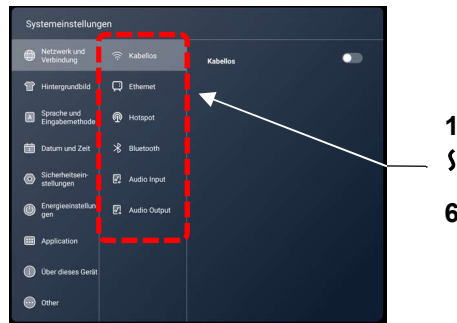 Systemeinstellungen
Netzwerk und
Verbindung
Hintergrundbild
Sprache und
Eingabemethode
Datum und Zeit
Sicherheitsein-
stellungen
Energieeinstellun
gen
Application
Über dieses Gerät
Other
Kabellos
Ethernet
Hotspot
Bluetooth
Audio Input
Audio Output
Kabellos
1
6